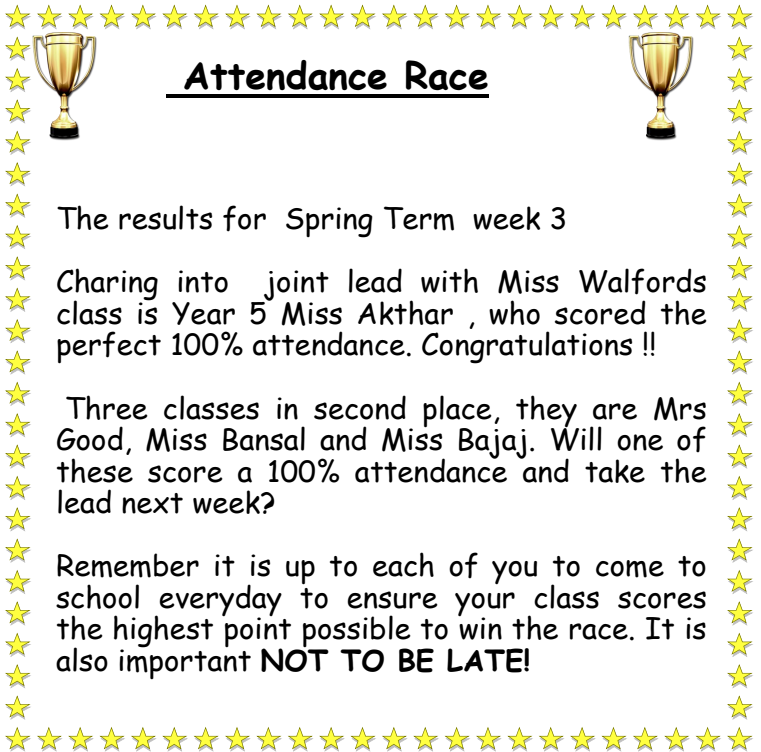 Attendance Race
The results for Spring Term week 3
Charing into joint lead with Miss Walfords
class is Year 5 Miss Akthar , who scored the
perfect 100% attendance. Congratulations !!
Three classes in second place, they are Mrs
Good, Miss Bansal and Miss Bajaj. Will one of
these score a 100% attendance and take the
lead next week?
Remember it is up to each of you to come to
school everyday to ensure your class scores
the highest point possible to win the race. It is
also important NOT TO BE LATE!